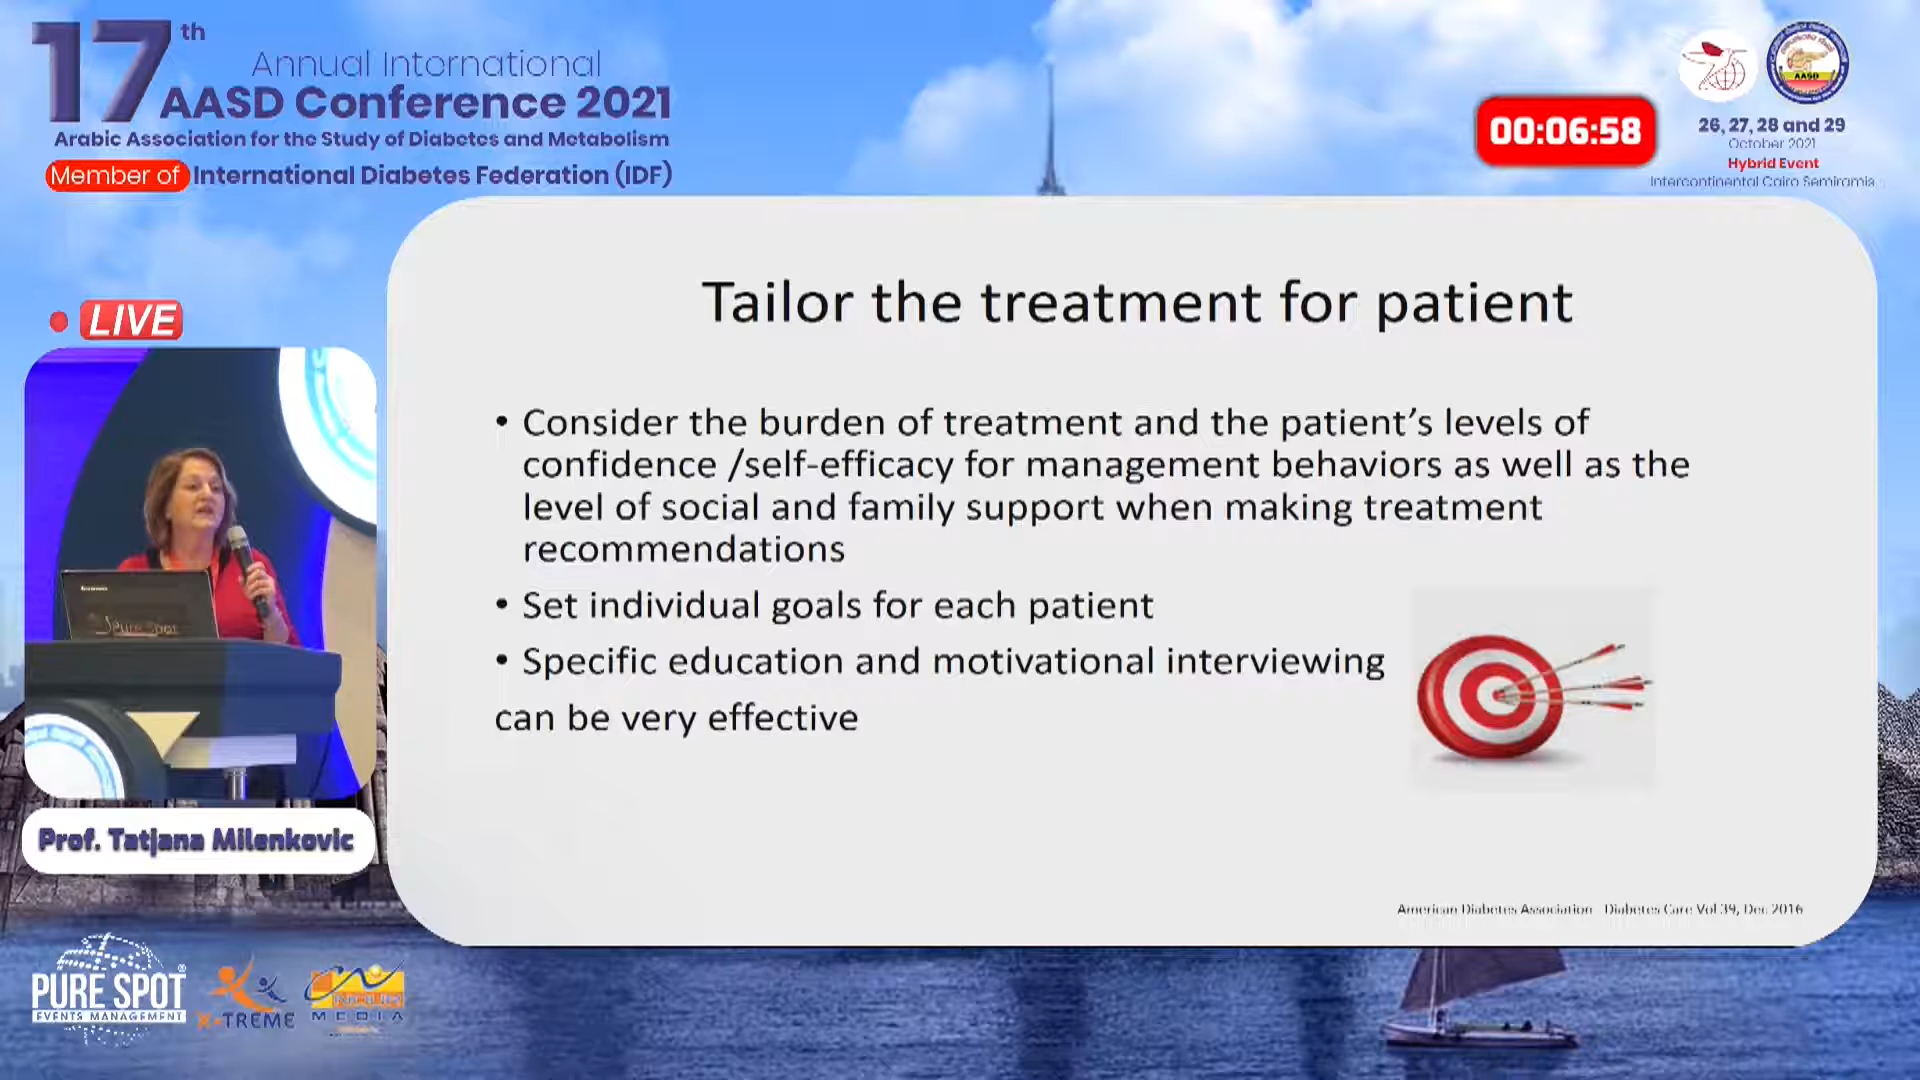 17th
Annual International
AASD Conference 2021
Arabic Association for the Study of Diabetes and Metabolism
Member of International Diabetes Federation (IDF)
00:06:58
AASD
26, 27, 28 and 29
October 2021
Hybrid Event
Intercontinental Cairo Semiramis
LIVE
Prof. Tatjana Milenkovic
Tailor the treatment for patient
• Consider the burden of treatment and the patient’s levels of
confidence /self-efficacy for management behaviors as well as the
level of social and family support when making treatment
recommendations
• Set individual goals for each patient
• Specific education and motivational interviewing
can be very effective
American Diabetes Association Diabetes Care Vol 39, Dec 2016
PURE SPOT®
EVENTS MANAGEMENT
X-TREME
MEDIA